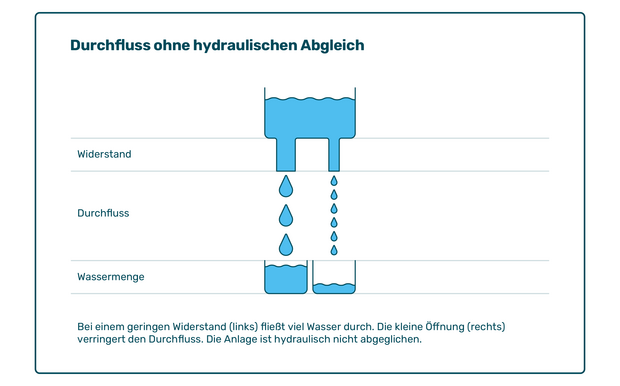 Durchfluss ohne hydraulischen Abgleich
Widerstand
Durchfluss
Wassermenge
Bei einem geringen Widerstand (links) fließt viel Wasser durch. Die kleine Öffnung (rechts)
verringert den Durchfluss. Die Anlage ist hydraulisch nicht abgeglichen.